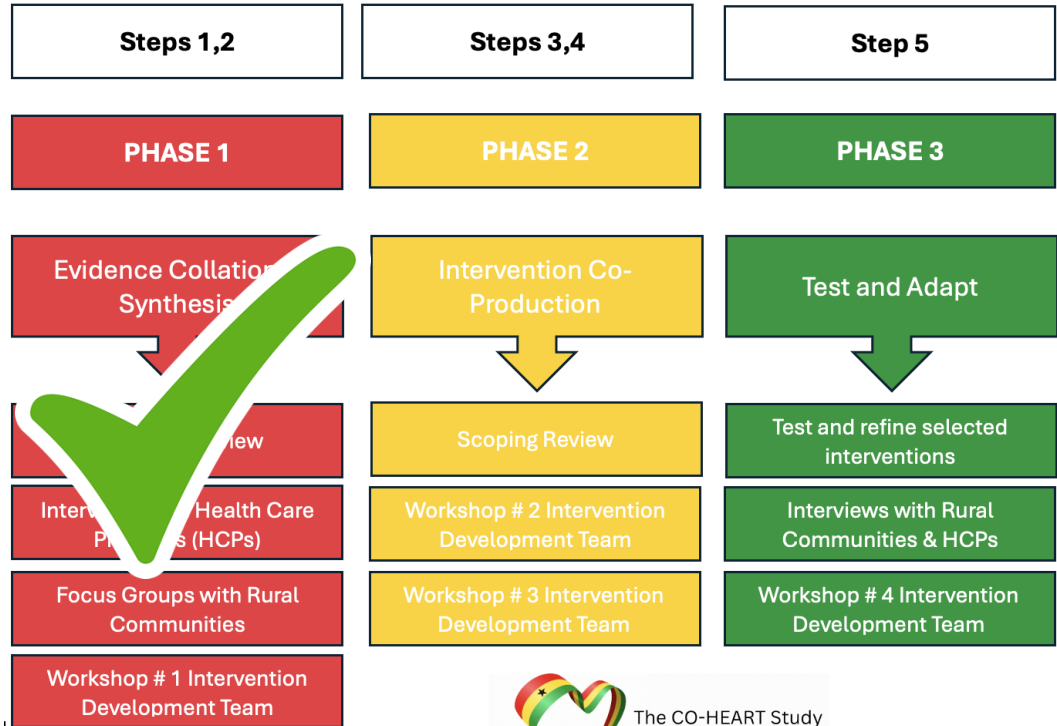 Steps 1,2
Steps 3,4
Step 5
PHASE 1
PHASE 2
PHASE 3
Evidence Collation
Synthesis
Intervention Co-
Production
Test and Adapt
Scoping Review
Test and refine selected
interventions
Health Care
(HCPs)
Workshop # 2 Intervention
Development Team
Interviews with Rural
Communities & HCPs
Focus Groups with Rural
Communities
Workshop # 3 Intervention
Development Team
Workshop # 4 Intervention
Development Team
Workshop # 1 Intervention
Development Team
The CO-HEART Study